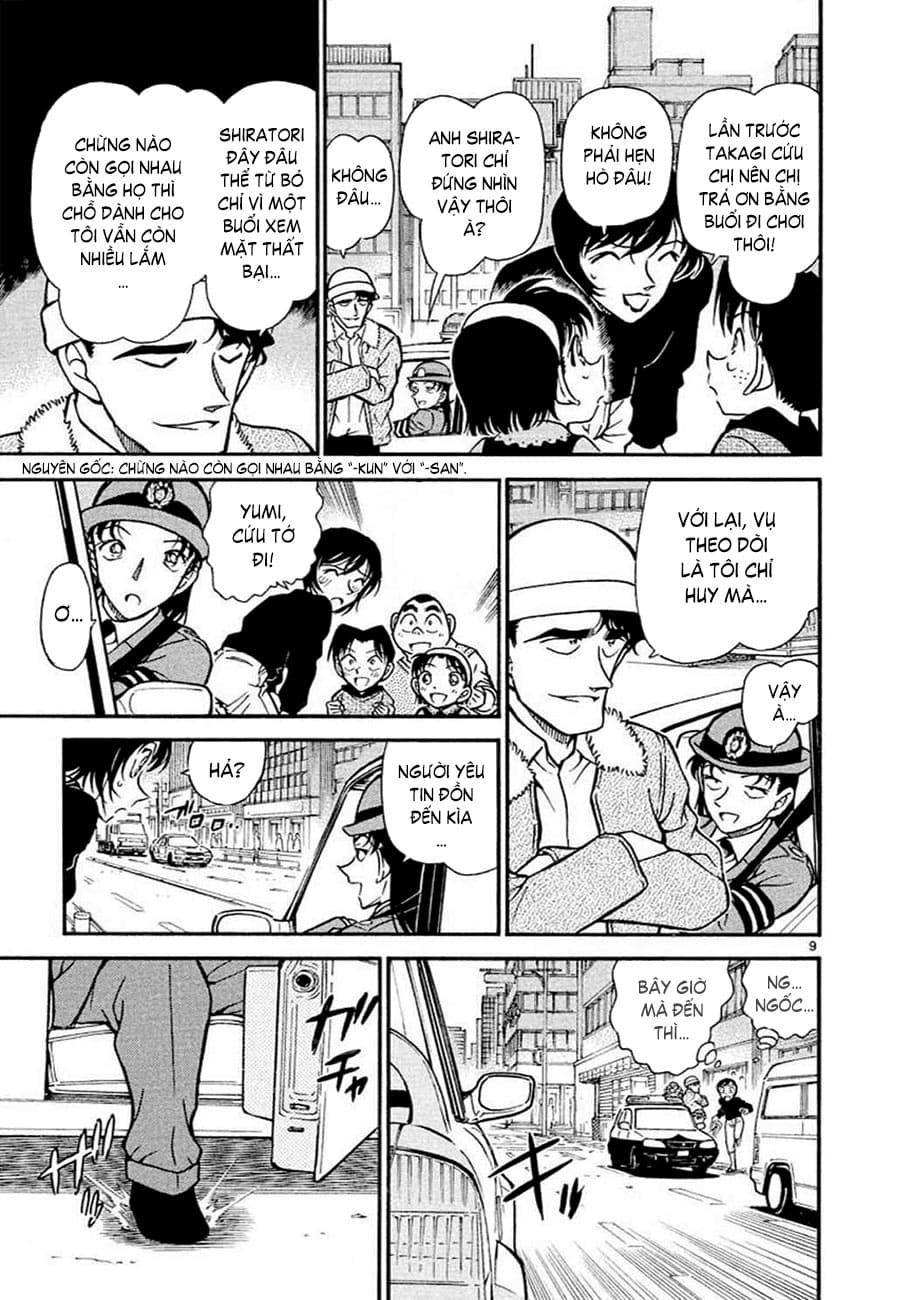 LẦN TRƯỚC
TAKAGI CỨU
CHỊ NÊN CHỊ
TRẢ ƠN BẰNG
BUỔI ĐI CHƠI
THÔI!
KHÔNG
PHẢI HẸN
HÒ ĐÂU!
ANH SHIRA-
TORI CHỈ
ĐỨNG NHÌN
VẬY THÔI
À?
KHÔNG
ĐÂU...
SHIRATORI
ĐÂY ĐÂU
THỂ TỪ BỎ
CHỈ VÌ MỘT
BUỔI XEM
MẶT THẤT
BẠI...
CHỪNG NÀO
CÒN GỌI NHAU
BẰNG HỌ THÌ
CHỖ DÀNH CHO
TÔI VẪN CÒN
NHIỀU LẮM
...
NGUYÊN GỐC: CHỪNG NÀO CÒN GỌI NHAU BẰNG “-KUN” VỚI “-SAN”.
VỚI LẠI, VỤ
THEO DÕI
LÀ TÔI CHỈ
HUY MÀ...
VẬY
À...
YUMI,
CỨU TỚ
ĐI!
Ơ...
NGƯỜI YÊU
TIN ĐỒN
ĐẾN KÌA
...
HẢ?
9
NG...
NGỐC...
BÂY GIỜ
MÀ ĐẾN
THÌ...
ガチャ